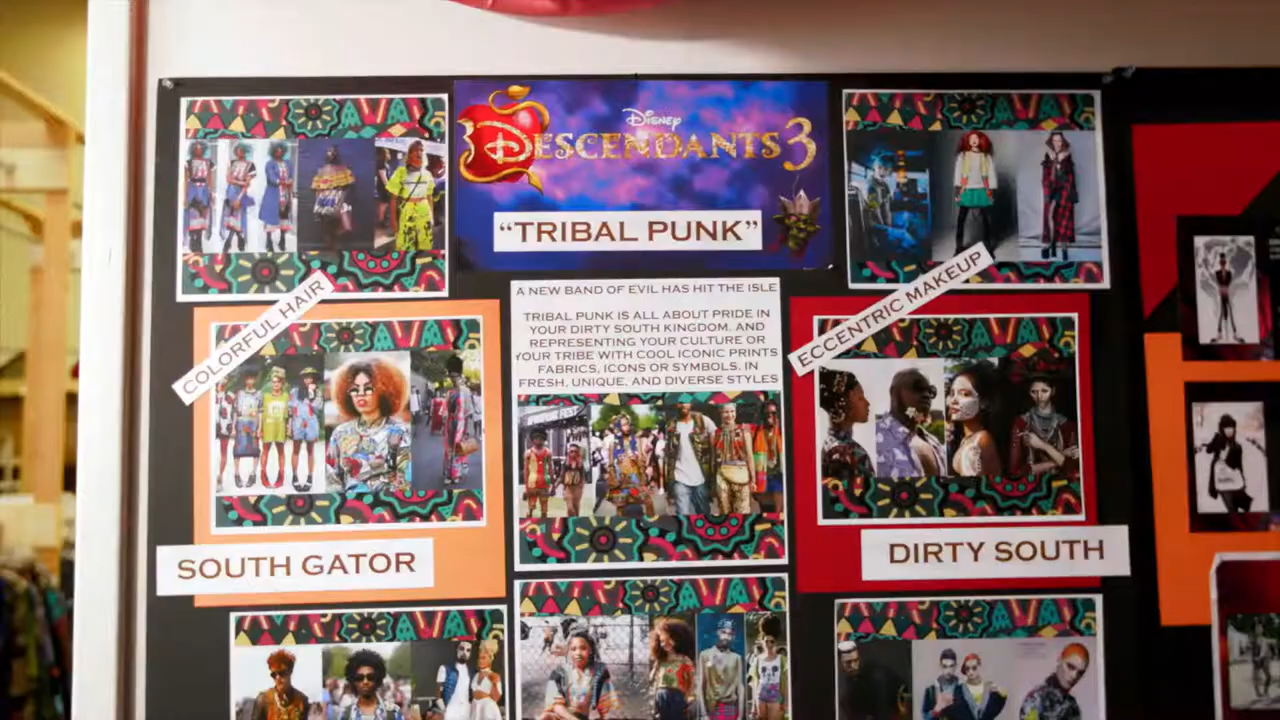 DISNEY
DESCENDANTS 3
“TRIBAL PUNK”
COLORFUL HAIR
A NEW BAND OF EVIL HAS HIT THE ISLE
TRIBAL PUNK IS ALL ABOUT PRIDE IN
YOUR DIRTY SOUTH KINGDOM. AND
REPRESENTING YOUR CULTURE OR
YOUR TRIBE WITH COOL ICONIC PRINTS
FABRICS, ICONS OR SYMBOLS. IN
FRESH, UNIQUE, AND DIVERSE STYLES
ECCENTRIC MAKEUP
SOUTH GATOR
DIRTY SOUTH